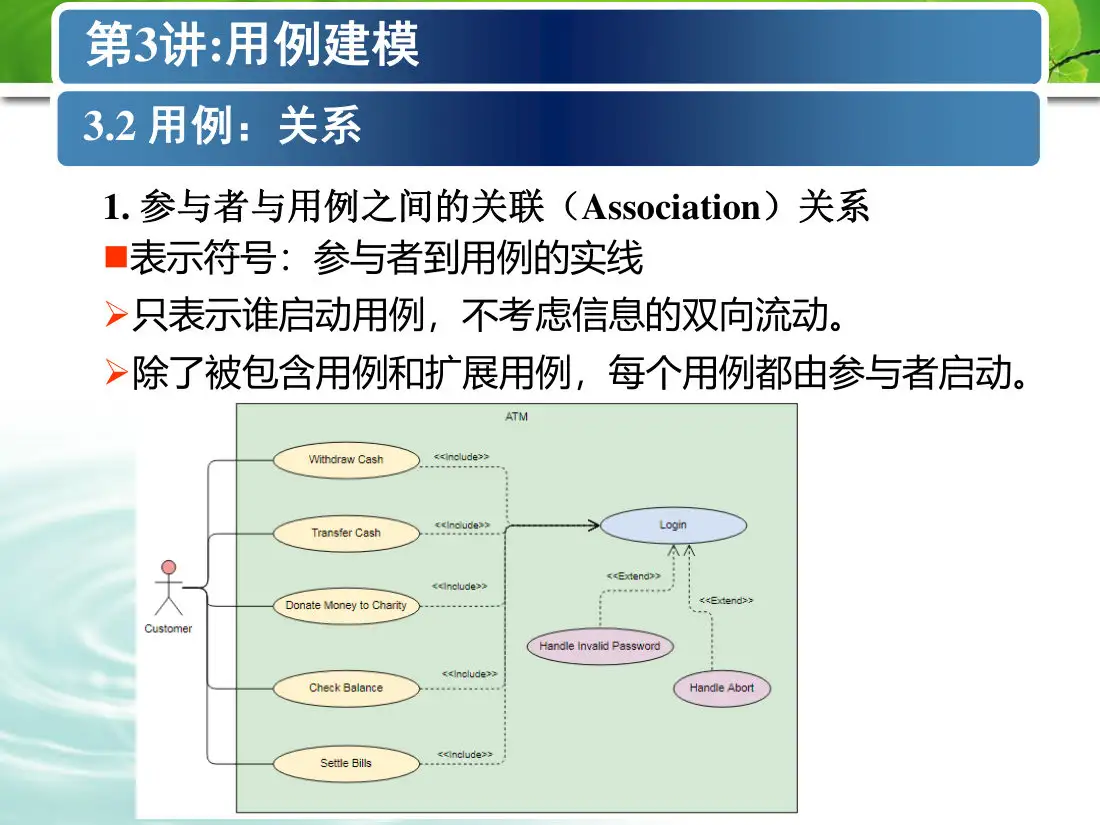 第3讲:用例建模
3.2 用例：关系
1. 参与者与用例之间的关联（Association）关系
表示符号：参与者到用例的实线
只表示谁启动用例，不考虑信息的双向流动。
除了被包含用例和扩展用例，每个用例都由参与者启动。
ATM
Withdraw Cash
<<Include>>
Transfer Cash
<<Include>>
Login
<<Extend>>
<<Include>>
<<Extend>>
Donate Money to Charity
Customer
Handle Invalid Password
<<Include>>
Check Balance
Handle Abort
<<Include>>
Settle Bills